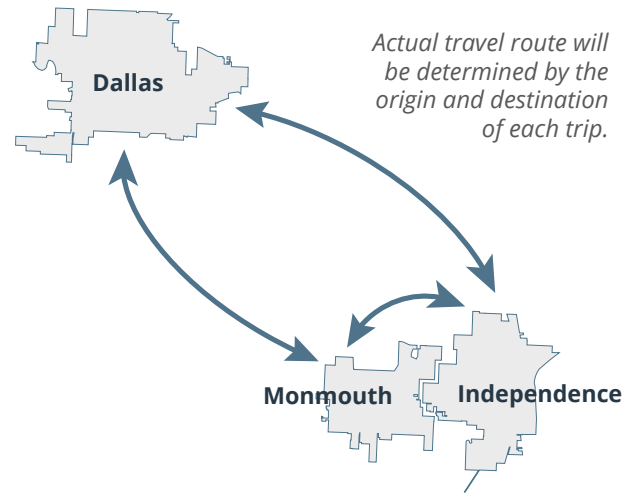 Actual travel route will
be determined by the
origin and destination
of each trip.
Dallas
Monmouth
Independence